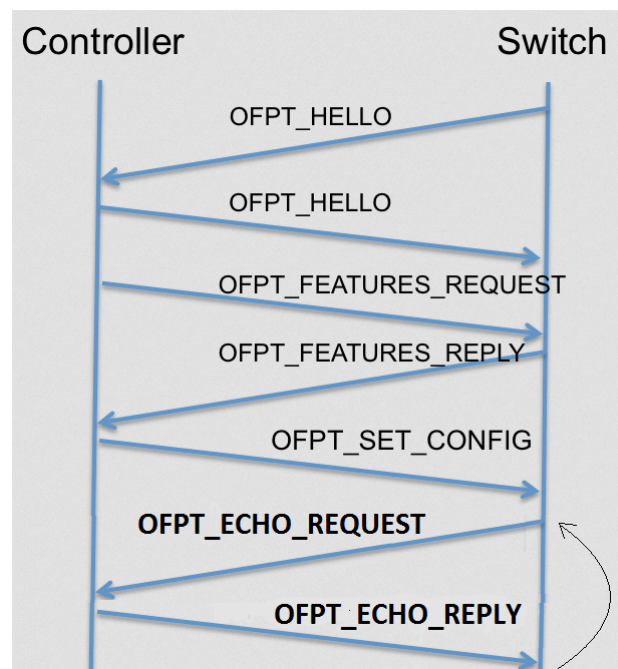 Controller
Switch
OFPT_HELLO
OFPT_HELLO
OFPT_FEATURES_REQUEST
OFPT_FEATURES_REPLY
OFPT_SET_CONFIG
OFPT_ECHO_REQUEST
OFPT_ECHO_REPLY